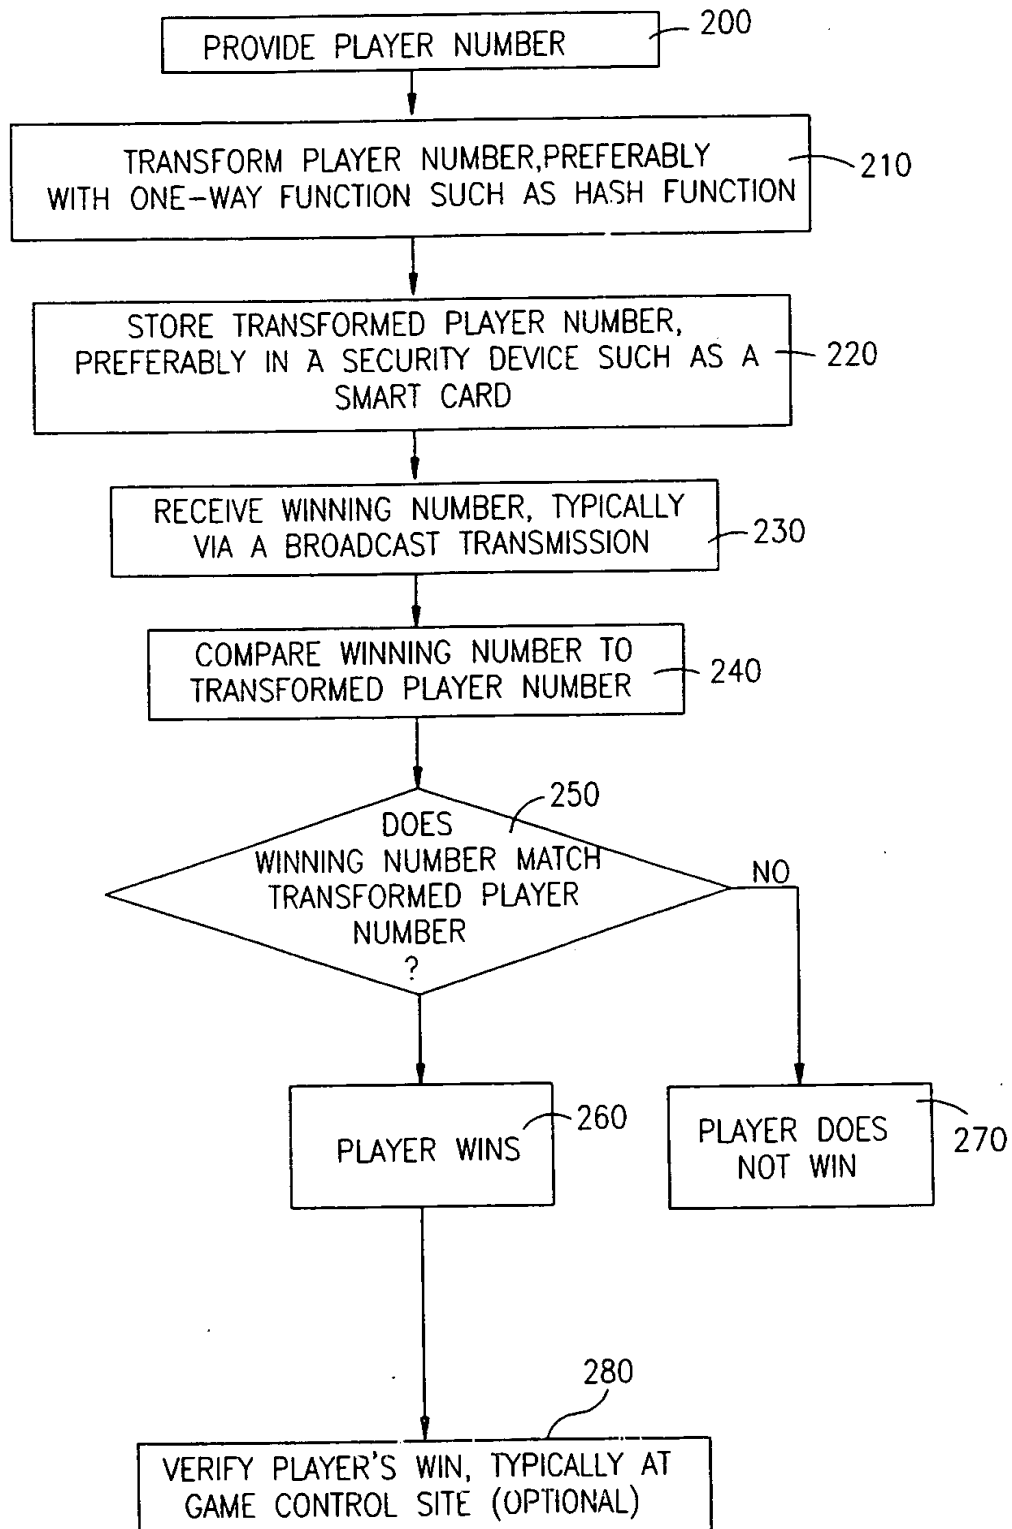 PROVIDE PLAYER NUMBER
200
TRANSFORM PLAYER NUMBER,PREFERABLY
WITH ONE-WAY FUNCTION SUCH AS HASH FUNCTION
210
STORE TRANSFORMED PLAYER NUMBER,
PREFERABLY IN A SECURITY DEVICE SUCH AS A
SMART CARD
220
RECEIVE WINNING NUMBER, TYPICALLY
VIA A BROADCAST TRANSMISSION
230
COMPARE WINNING NUMBER TO
TRANSFORMED PLAYER NUMBER
240
250
DOES
WINNING NUMBER MATCH
TRANSFORMED PLAYER
NUMBER
?
NO
PLAYER WINS
260
PLAYER DOES
NOT WIN
270
280
VERIFY PLAYER'S WIN, TYPICALLY AT
GAME CONTROL SITE (OPTIONAL)